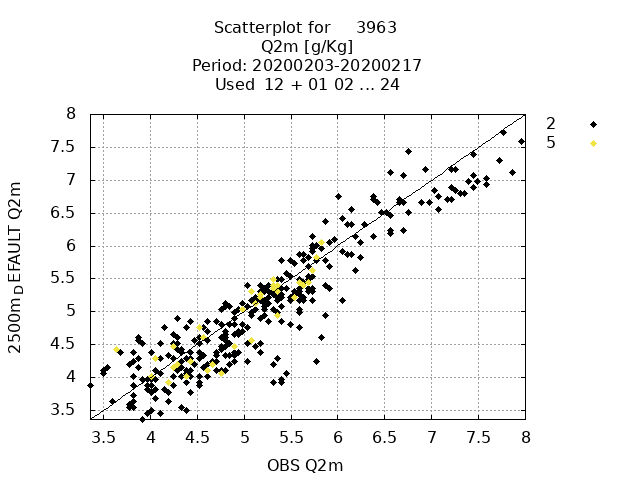 Scatterplot for 3963
Q2m [g/Kg]
Period: 20200203-20200217
Used 12 + 01 02 ... 24
2
5
8
7.5
7
6.5
6
5.5
5
4.5
4
3.5
2500m_DEFAULT Q2m
3.5 4 4.5 5 5.5 6 6.5 7 7.5 8
OBS Q2m